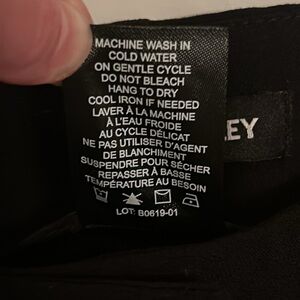 MACHINE WASH IN
COLD WATER
ON GENTLE CYCLE
DO NOT BLEACH
HANG TO DRY
COOL IRON IF NEEDED
LAVER À LA MACHINE
À L'EAU FROIDE
AU CYCLE DÉLICAT
NE PAS UTILISER D'AGENT
DE BLANCHIMENT
SUSPENDRE POUR SÉCHER
REPASSER À BASSE
TEMPÉRATURE AU BESOIN
LOT: B0619-01
LEY